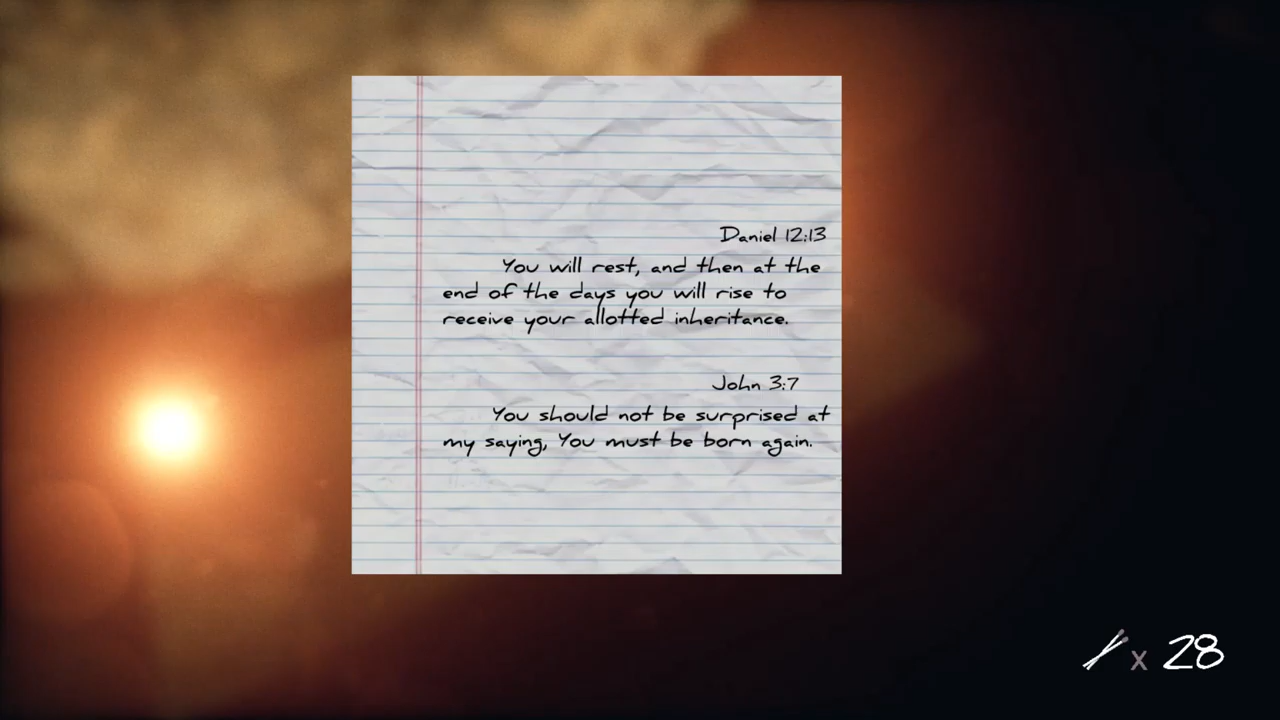 Daniel 12:13
You will rest, and then at the
end of the days you will rise to
receive your allotted inheritance.
John 3:7
You should not be surprised at
my saying, You must be born again.
x 28